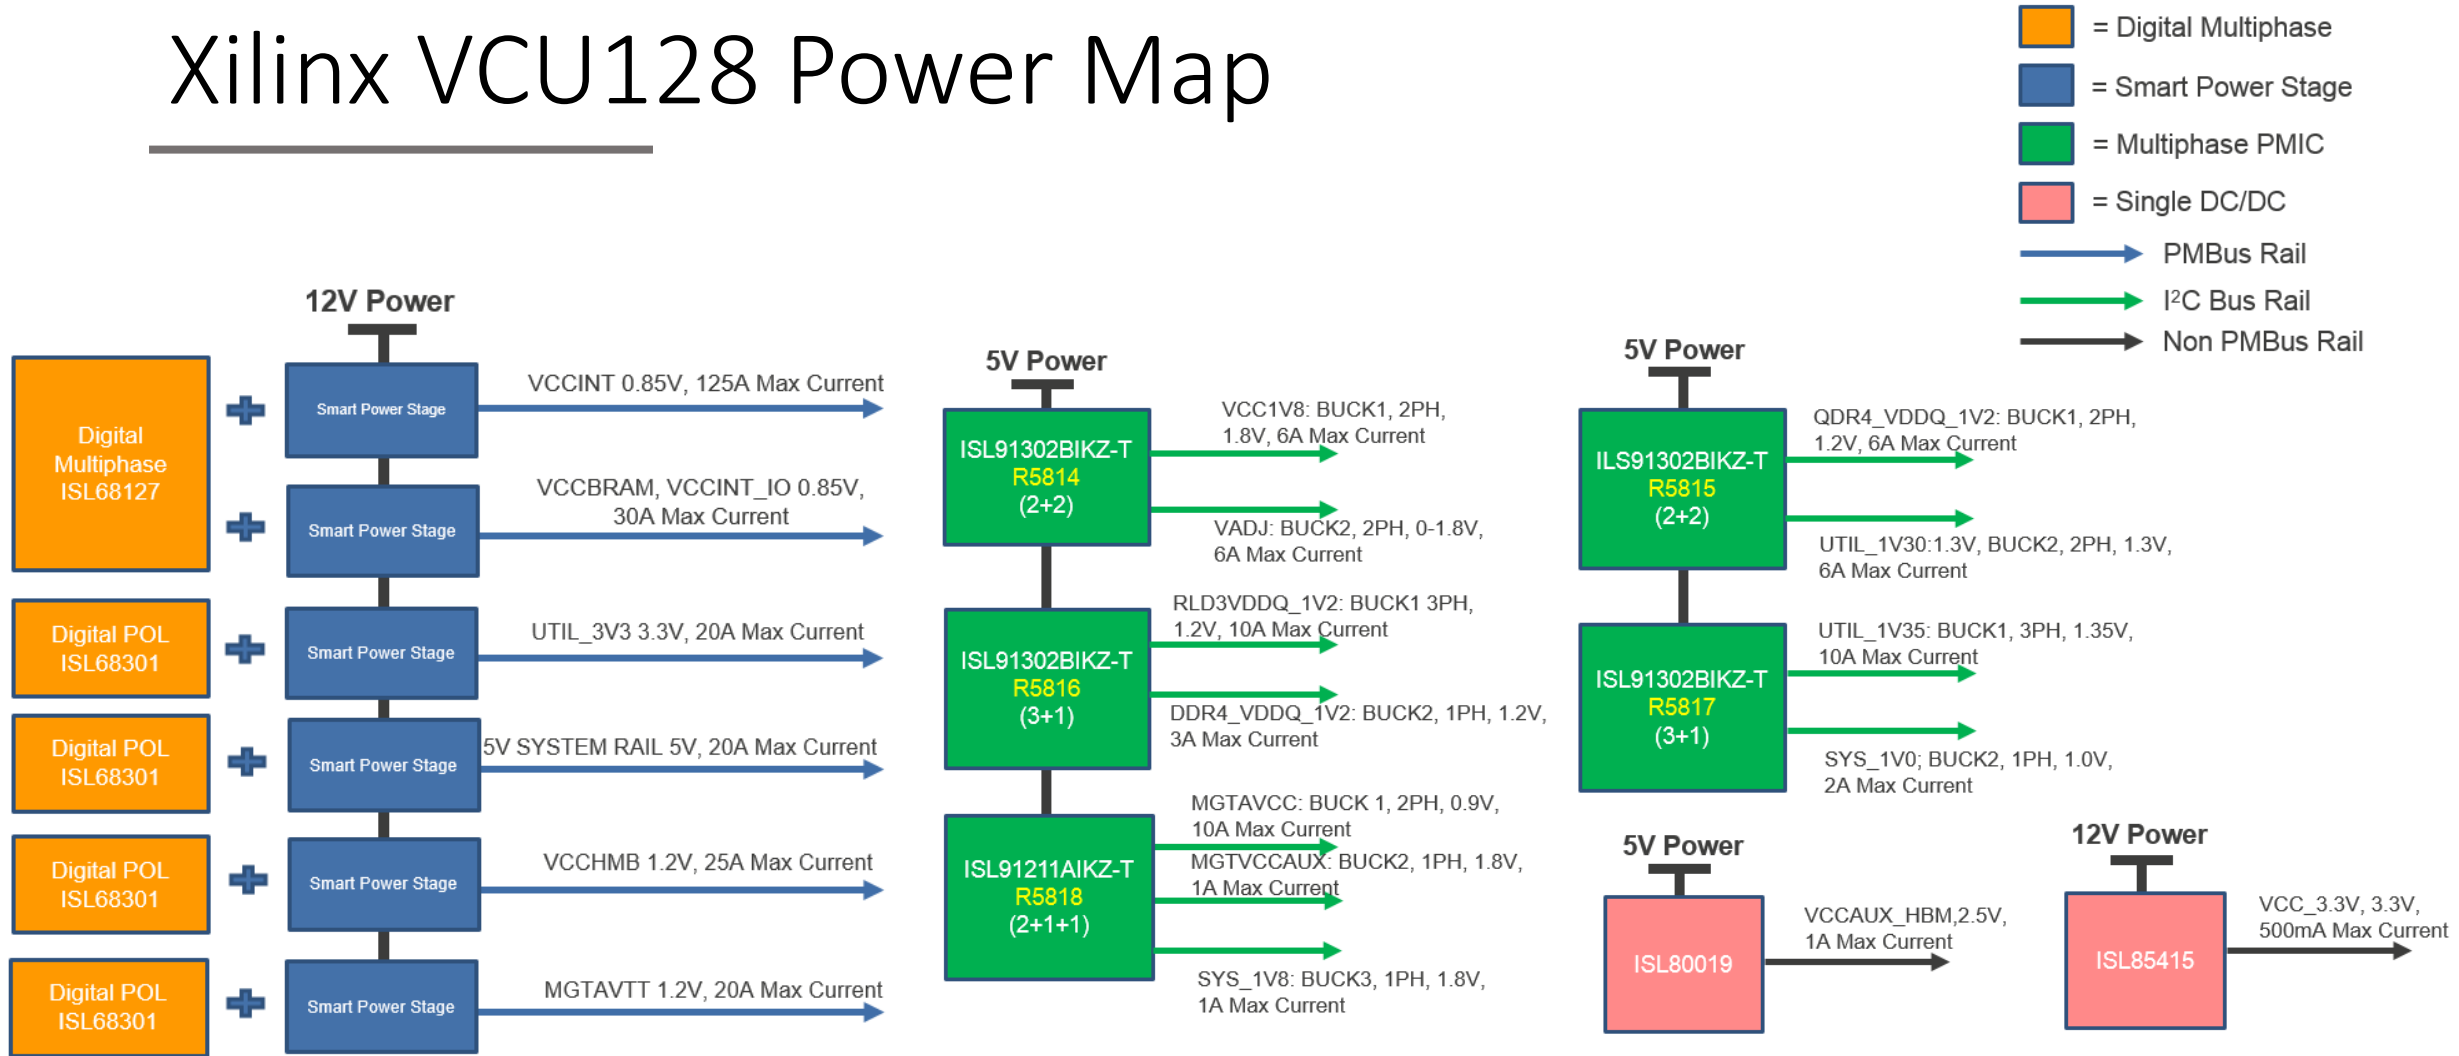 Xilinx VCU128 Power Map
= Digital Multiphase
= Smart Power Stage
= Multiphase PMIC
= Single DC/DC
PMBus Rail
I²C Bus Rail
Non PMBus Rail
12V Power
Digital
Multiphase
ISL68127
Smart Power Stage
VCCINT 0.85V, 125A Max Current
Smart Power Stage
VCCBRAM, VCCINT_IO 0.85V,
30A Max Current
Digital POL
ISL68301
Smart Power Stage
UTIL_3V3 3.3V, 20A Max Current
Digital POL
ISL68301
Smart Power Stage
5V SYSTEM RAIL 5V, 20A Max Current
Digital POL
ISL68301
Smart Power Stage
VCCHMB 1.2V, 25A Max Current
Digital POL
ISL68301
Smart Power Stage
MGTAVTT 1.2V, 20A Max Current
5V Power
ISL91302BIKZ-T
R5814
(2+2)
VCC1V8: BUCK1, 2PH,
1.8V, 6A Max Current
VADJ: BUCK2, 2PH, 0-1.8V,
6A Max Current
ISL91302BIKZ-T
R5816
(3+1)
RLD3VDDQ_1V2: BUCK1 3PH,
1.2V, 10A Max Current
DDR4_VDDQ_1V2: BUCK2, 1PH, 1.2V,
3A Max Current
ISL91211AIKZ-T
R5818
(2+1+1)
MGTAVCC: BUCK 1, 2PH, 0.9V,
10A Max Current
MGTVCCAUX: BUCK2, 1PH, 1.8V,
1A Max Current
SYS_1V8: BUCK3, 1PH, 1.8V,
1A Max Current
5V Power
ILS91302BIKZ-T
R5815
(2+2)
QDR4_VDDQ_1V2: BUCK1, 2PH,
1.2V, 6A Max Current
UTIL_1V30:1.3V, BUCK2, 2PH, 1.3V,
6A Max Current
ISL91302BIKZ-T
R5817
(3+1)
UTIL_1V35: BUCK1, 3PH, 1.35V,
10A Max Current
SYS_1V0; BUCK2, 1PH, 1.0V,
2A Max Current
5V Power
ISL80019
VCCAUX_HBM,2.5V,
1A Max Current
12V Power
ISL85415
VCC_3.3V, 3.3V,
500mA Max Current